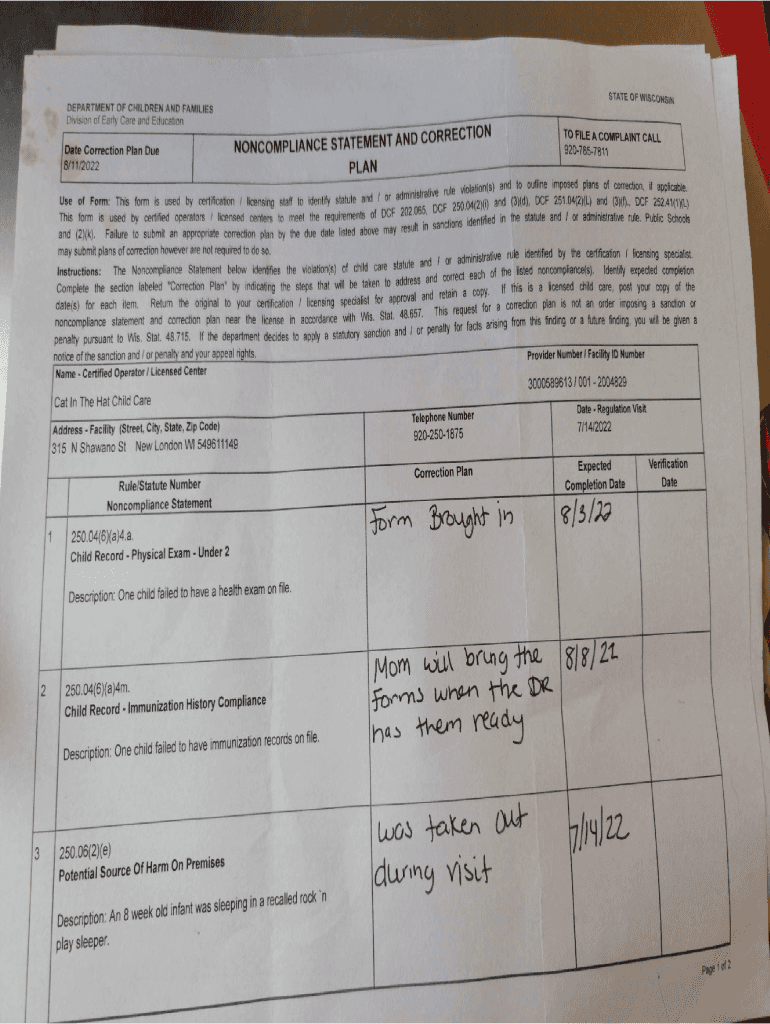 STATE OF WISCONSIN
DEPARTMENT OF CHILDREN AND FAMILIES
Division of Early Care and Education
Date Correction Plan Due
8/11/2022
NONCOMPLIANCE STATEMENT AND CORRECTION
PLAN
TO FILE A COMPLAINT CALL
920-785-7811
Use of Form: This form is used by certification / licensing staff to identify statute and / or administrative rule violation(s) and to outline imposed plans of correction, if applicable.
This form is used by certified operators / licensed centers to meet the requirements of DCF 202.065, DCF 250.04(2)(i) and (3)(d), DCF 251.04(2)(L) and (3)(f), DCF 252.41(1)(L)
and (2)(k). Failure to submit an appropriate correction plan by the due date listed above may result in sanctions identified in the statute and / or administrative rule. Public Schools
may submit plans of correction however are not required to do so.
Instructions: The Noncompliance Statement below identifies the violation(s) of child care statute and / or administrative rule identified by the certification / licensing specialist.
Complete the section labeled "Correction Plan" by indicating the steps that will be taken to address and correct each of the listed noncompliance(s). Identify expected completion
date(s) for each item. Return the original to your certification / licensing specialist for approval and retain a copy. If this is a licensed child care, post your copy of the
noncompliance statement and correction plan near the license in accordance with Wis. Stat. 48.657. This request for a correction plan is not an order imposing a sanction or
penalty pursuant to Wis. Stat. 48.715. If the department decides to apply a statutory sanction and / or penalty for facts arising from this finding or a future finding, you will be given a
notice of the sanction and / or penalty and your appeal rights.
Name - Certified Operator / Licensed Center
Cat In The Hat Child Care
Provider Number / Facility ID Number
3000589613 / 001 - 2004829
Address - Facility (Street, City, State, Zip Code)
315 N Shawano St New London WI 549611149
Telephone Number
920-250-1875
Date - Regulation Visit
7/14/2022
Rule/Statute Number
Noncompliance Statement
Correction Plan
Expected
Completion Date
Verification
Date
1 250.04(6)(a)4.a.
Child Record - Physical Exam - Under 2
Description: One child failed to have a health exam on file.
Form Brought in
8/3/22
2 250.04(6)(a)4m.
Child Record - Immunization History Compliance
Description: One child failed to have immunization records on file.
Mom will bring the
forms when the DR
has them ready
8/8/22
3 250.06(2)(e)
Potential Source Of Harm On Premises
Description: An 8 week old infant was sleeping in a recalled rock `n
play sleeper.
was taken out
during visit
7/14/22
Page 1 of 2